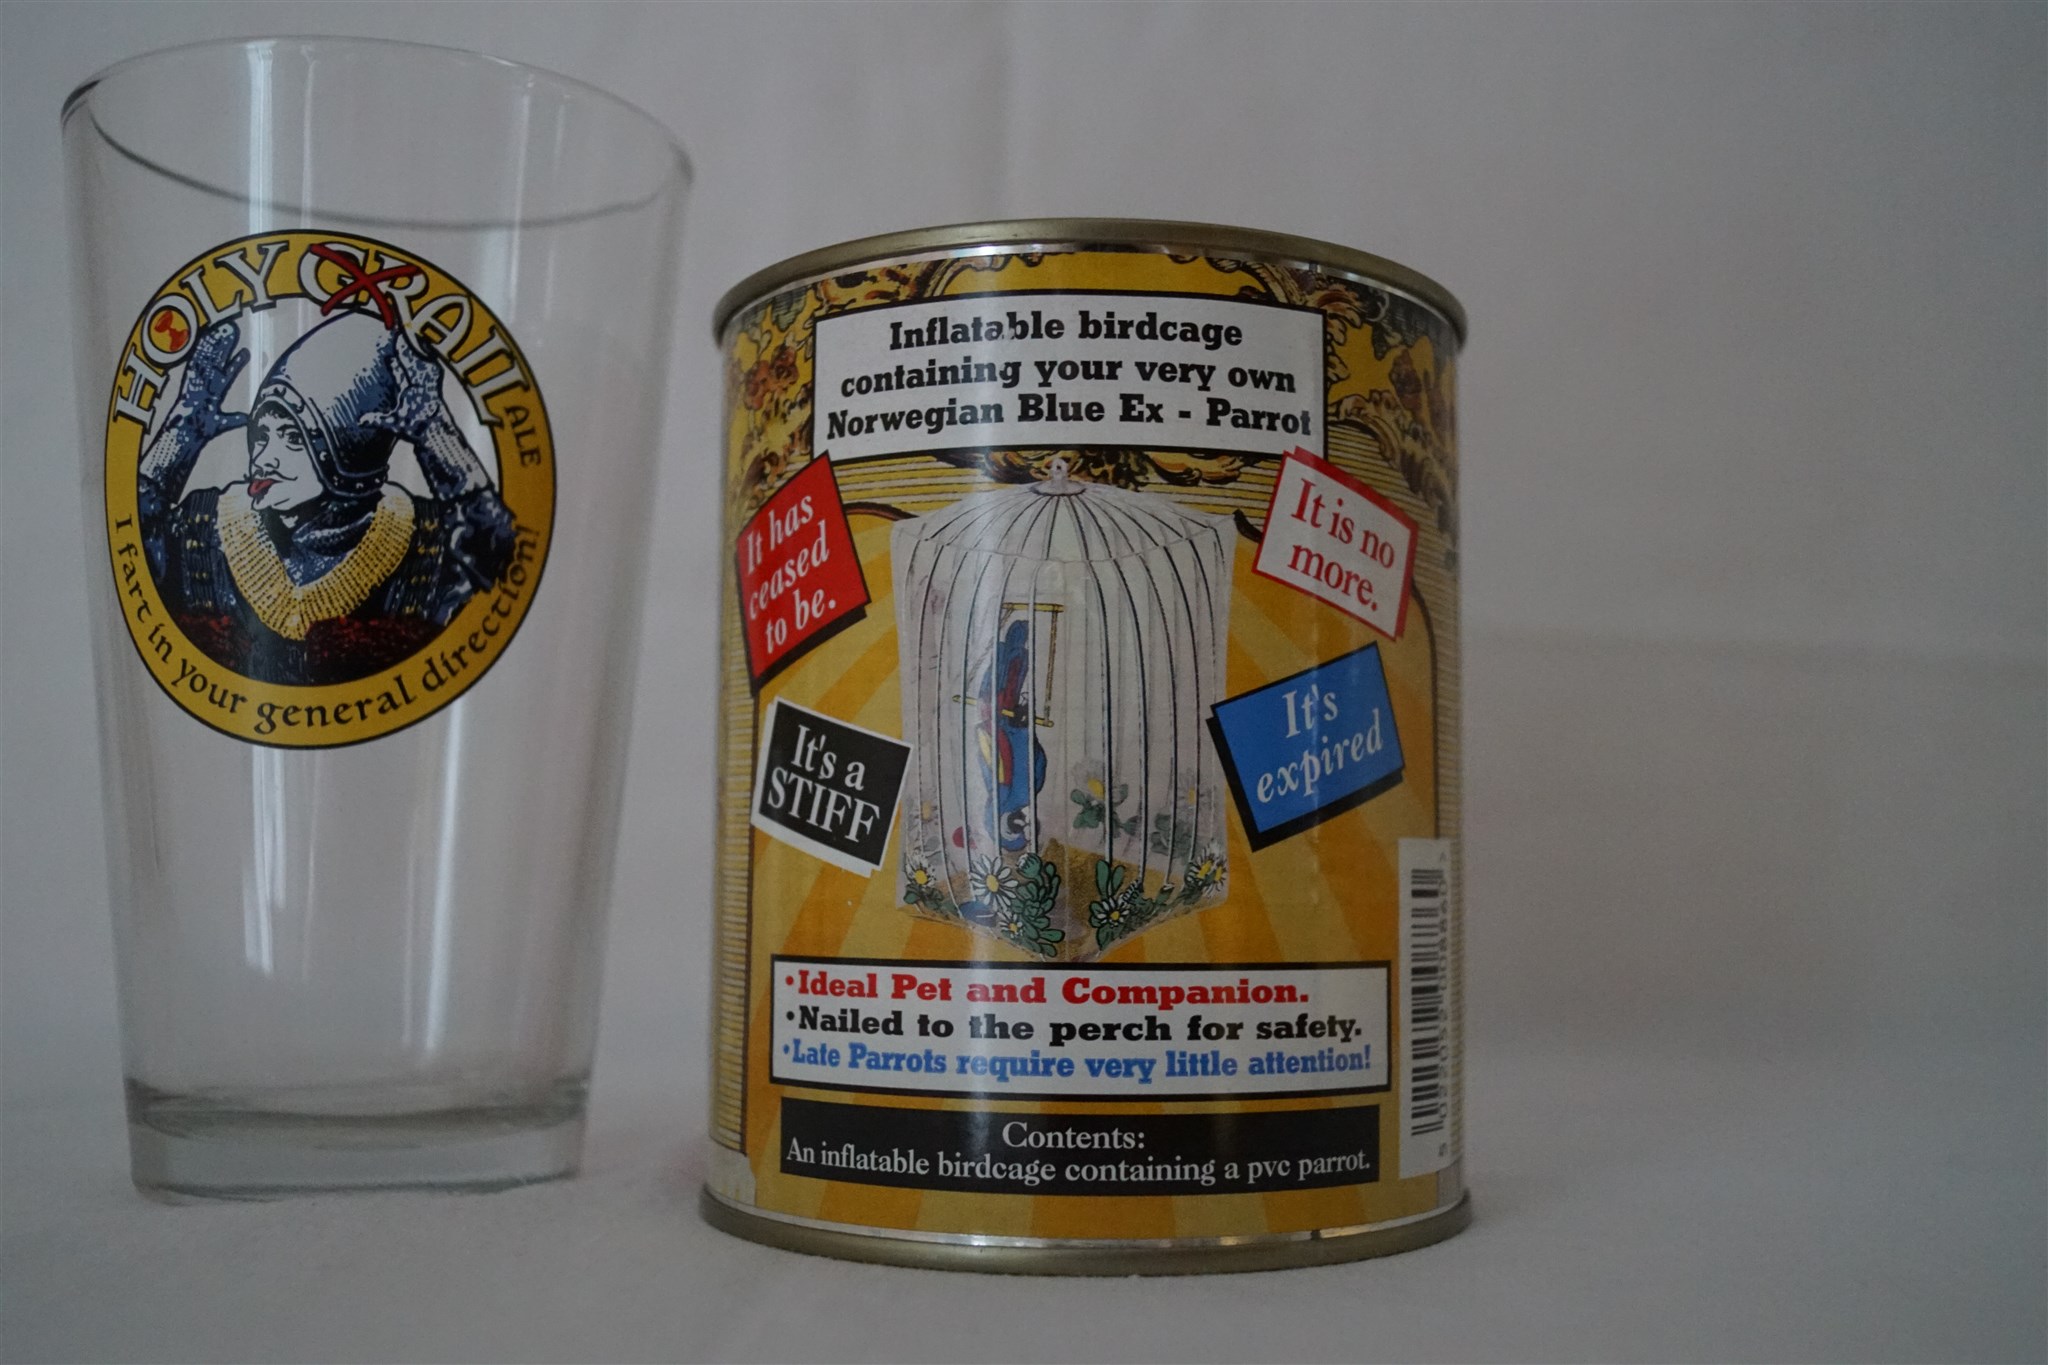 HOLY GRAIL ALE
I fart in your general direction!
Inflatable birdcage
containing your very own
Norwegian Blue Ex - Parrot
It has
ceased
to be.
It is no
more.
It's a
STIFF
It's
expired
•Ideal Pet and Companion.
•Nailed to the perch for safety.
•Late Parrots require very little attention!
Contents:
An inflatable birdcage containing a pvc parrot.